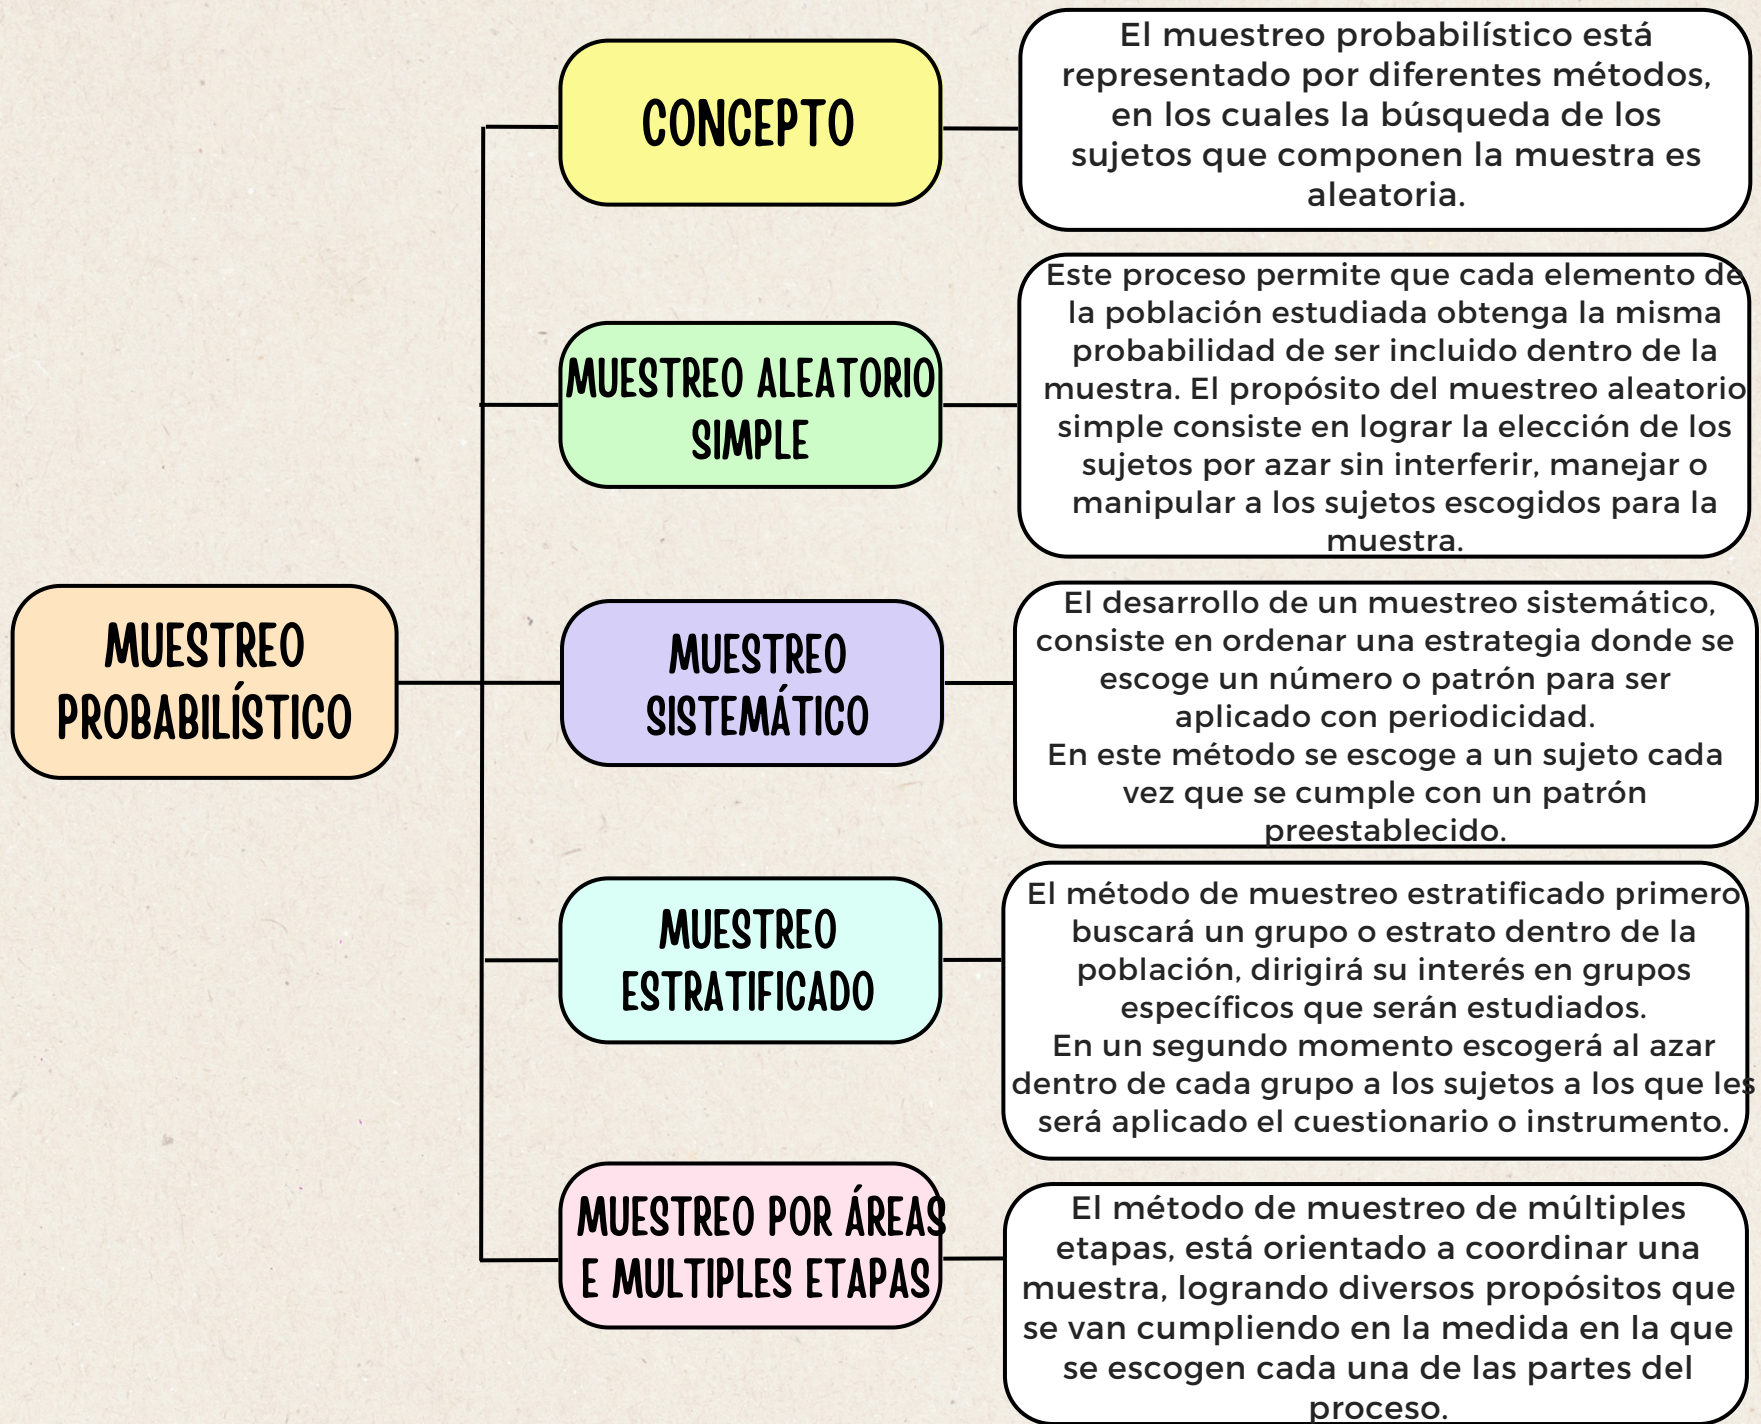 CONCEPTO
El muestreo probabilístico está
representado por diferentes métodos,
en los cuales la búsqueda de los
sujetos que componen la muestra es
aleatoria.
MUESTREO ALEATORIO
SIMPLE
Este proceso permite que cada elemento de
la población estudiada obtenga la misma
probabilidad de ser incluido dentro de la
muestra. El propósito del muestreo aleatorio
simple consiste en lograr la elección de los
sujetos por azar sin interferir, manejar o
manipular a los sujetos escogidos para la
muestra.
MUESTREO
PROBABILÍSTICO
MUESTREO
SISTEMÁTICO
El desarrollo de un muestreo sistemático,
consiste en ordenar una estrategia donde se
escoge un número o patrón para ser
aplicado con periodicidad.
En este método se escoge a un sujeto cada
vez que se cumple con un patrón
preestablecido.
MUESTREO
ESTRATIFICADO
El método de muestreo estratificado primero
buscará un grupo o estrato dentro de la
población, dirigirá su interés en grupos
específicos que serán estudiados.
En un segundo momento escogerá al azar
dentro de cada grupo a los sujetos a los que les
será aplicado el cuestionario o instrumento.
MUESTREO POR ÁREAS
E MULTIPLES ETAPAS
El método de muestreo de múltiples
etapas, está orientado a coordinar una
muestra, logrando diversos propósitos que
se van cumpliendo en la medida en la que
se escogen cada una de las partes del
proceso.